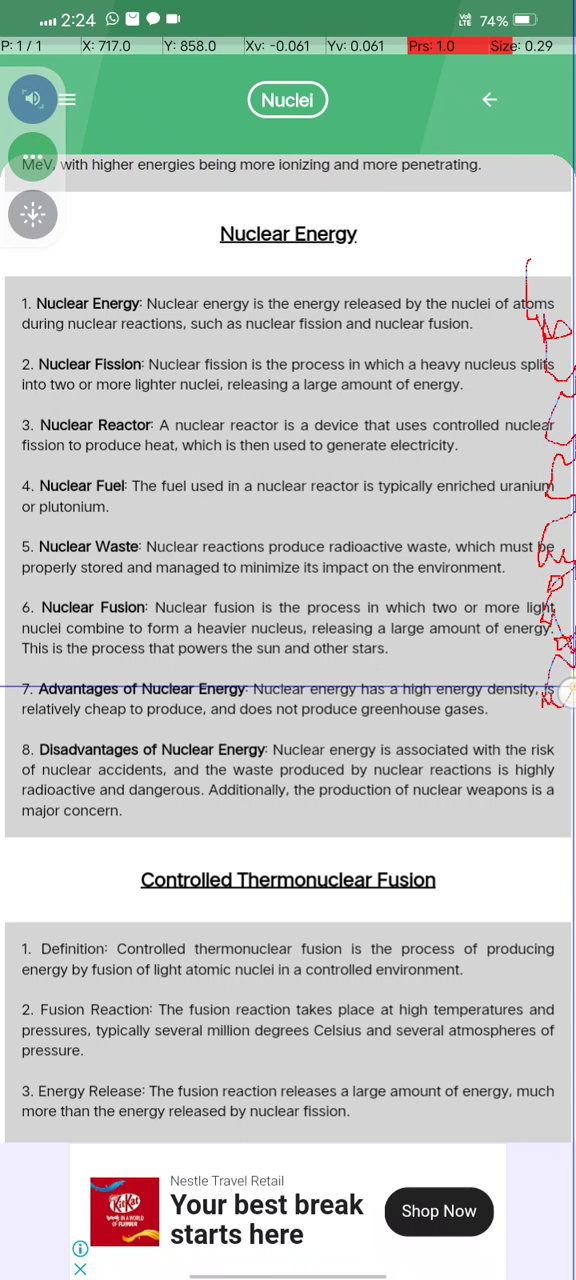 2:24
VoI LTE 74%
P: 1 / 1 X: 717.0 Y: 858.0 Xv: -0.061 Yv: 0.061 Prs: 1.0 Size: 0.29
Nuclei
MeV, with higher energies being more ionizing and more penetrating.
Nuclear Energy
1. Nuclear Energy: Nuclear energy is the energy released by the nuclei of atoms
during nuclear reactions, such as nuclear fission and nuclear fusion.
2. Nuclear Fission: Nuclear fission is the process in which a heavy nucleus splits
into two or more lighter nuclei, releasing a large amount of energy.
3. Nuclear Reactor: A nuclear reactor is a device that uses controlled nuclear
fission to produce heat, which is then used to generate electricity.
4. Nuclear Fuel: The fuel used in a nuclear reactor is typically enriched uranium
or plutonium.
5. Nuclear Waste: Nuclear reactions produce radioactive waste, which must be
properly stored and managed to minimize its impact on the environment.
6. Nuclear Fusion: Nuclear fusion is the process in which two or more light
nuclei combine to form a heavier nucleus, releasing a large amount of energy.
This is the process that powers the sun and other stars.
7. Advantages of Nuclear Energy: Nuclear energy has a high energy density, is
relatively cheap to produce, and does not produce greenhouse gases.
8. Disadvantages of Nuclear Energy: Nuclear energy is associated with the risk
of nuclear accidents, and the waste produced by nuclear reactions is highly
radioactive and dangerous. Additionally, the production of nuclear weapons is a
major concern.
Controlled Thermonuclear Fusion
1. Definition: Controlled thermonuclear fusion is the process of producing
energy by fusion of light atomic nuclei in a controlled environment.
2. Fusion Reaction: The fusion reaction takes place at high temperatures and
pressures, typically several million degrees Celsius and several atmospheres of
pressure.
3. Energy Release: The fusion reaction releases a large amount of energy, much
more than the energy released by nuclear fission.
Nestle Travel Retail
Your best break
starts here
Shop Now
KitKat